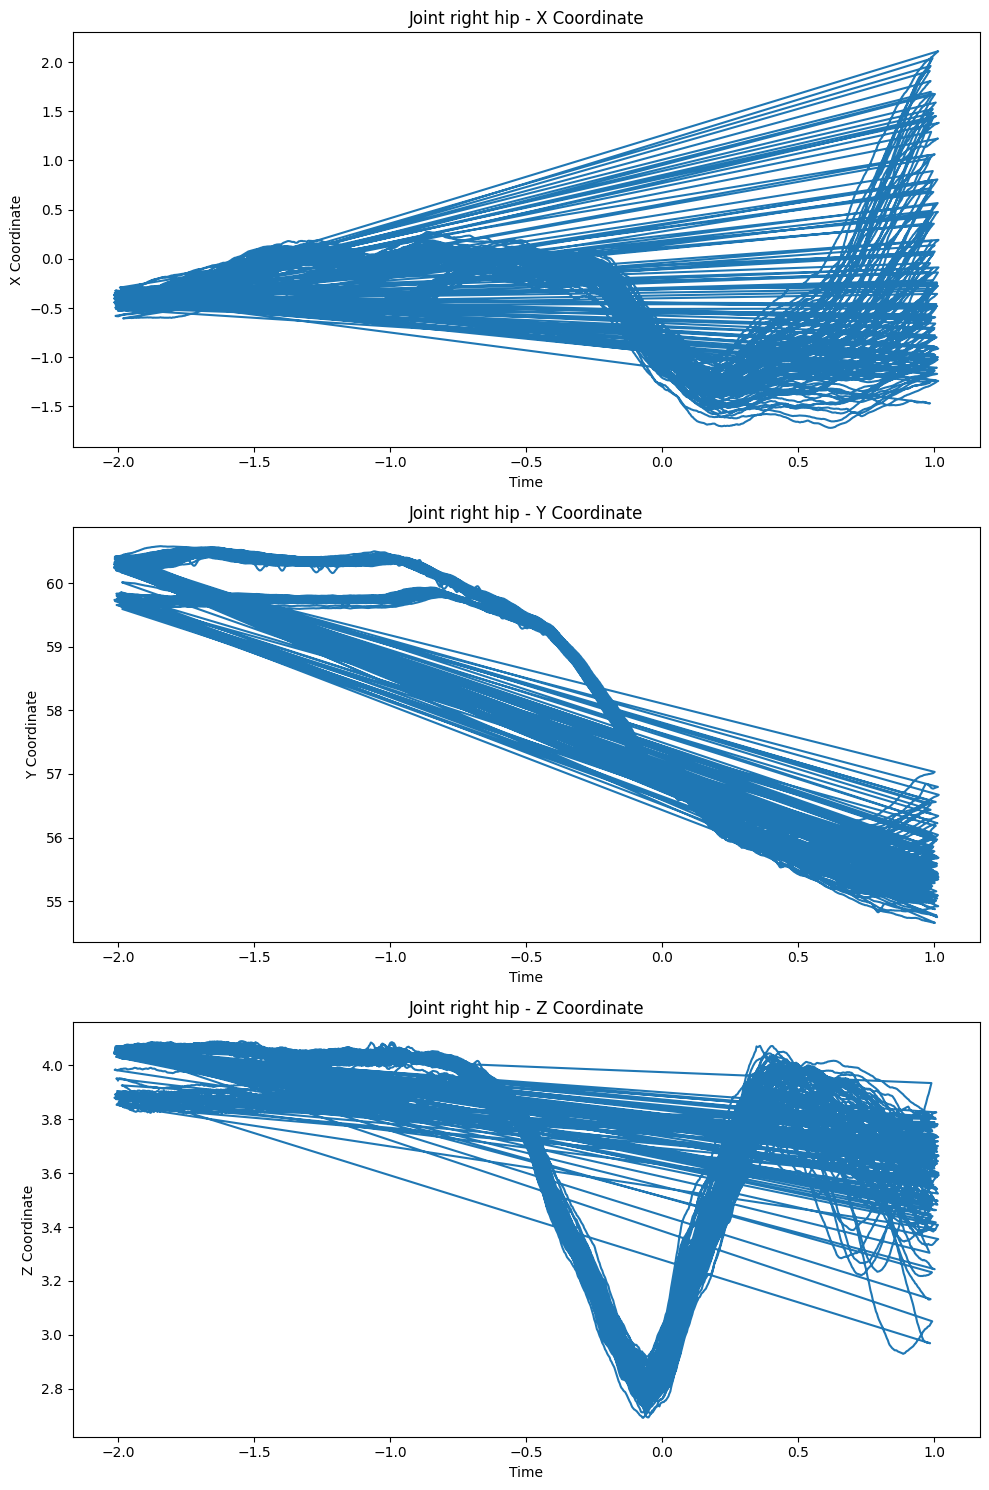 Joint right hip - X Coordinate
2.0
1.5
1.0
0.5
0.0
−0.5
−1.0
−1.5
X Coordinate
−2.0 −1.5 −1.0 −0.5 0.0 0.5 1.0
Time
Joint right hip - Y Coordinate
60
59
58
57
56
55
Y Coordinate
−2.0 −1.5 −1.0 −0.5 0.0 0.5 1.0
Time
Joint right hip - Z Coordinate
4.0
3.8
3.6
3.4
3.2
3.0
2.8
Z Coordinate
−2.0 −1.5 −1.0 −0.5 0.0 0.5 1.0
Time